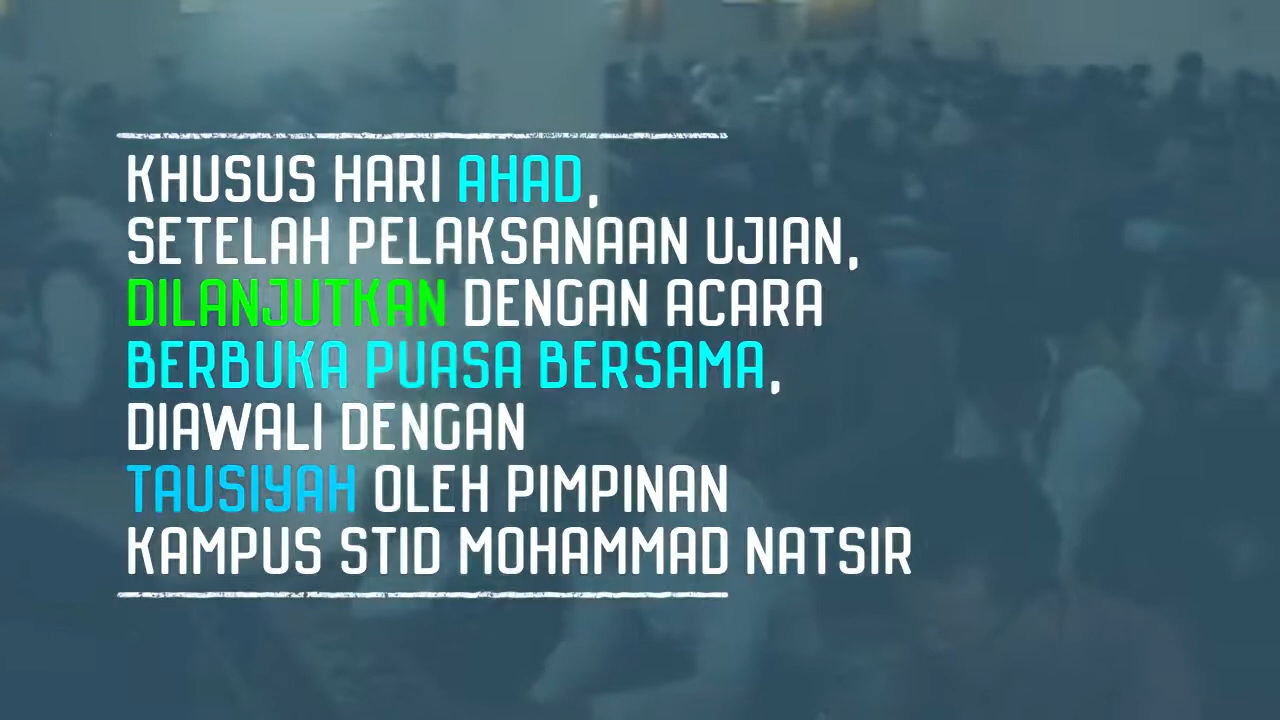 KHUSUS HARI AHAD,
SETELAH PELAKSANAAN UJIAN,
DILANJUTKAN DENGAN ACARA
BERBUKA PUASA BERSAMA,
DIAWALI DENGAN
TAUSIYAH OLEH PIMPINAN
KAMPUS STID MOHAMMAD NATSIR